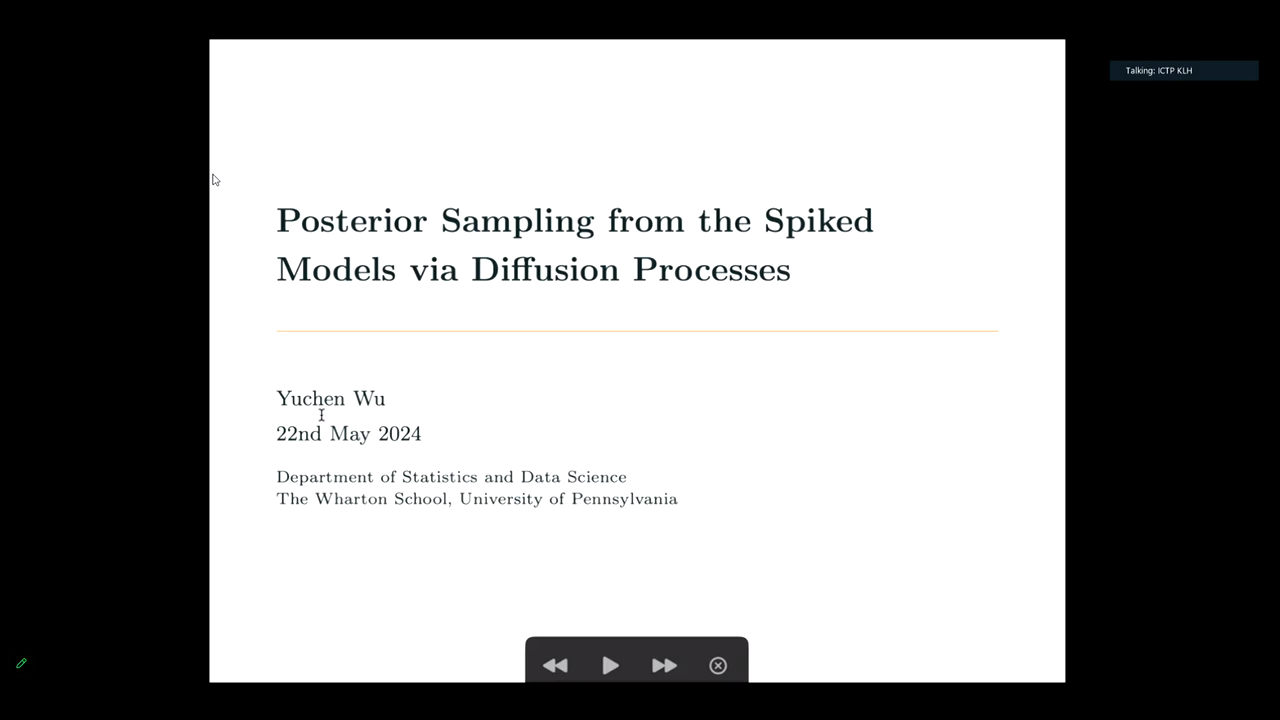 Talking: ICTP KLH
Posterior Sampling from the Spiked
Models via Diffusion Processes
Yuchen Wu
22nd May 2024
Department of Statistics and Data Science
The Wharton School, University of Pennsylvania